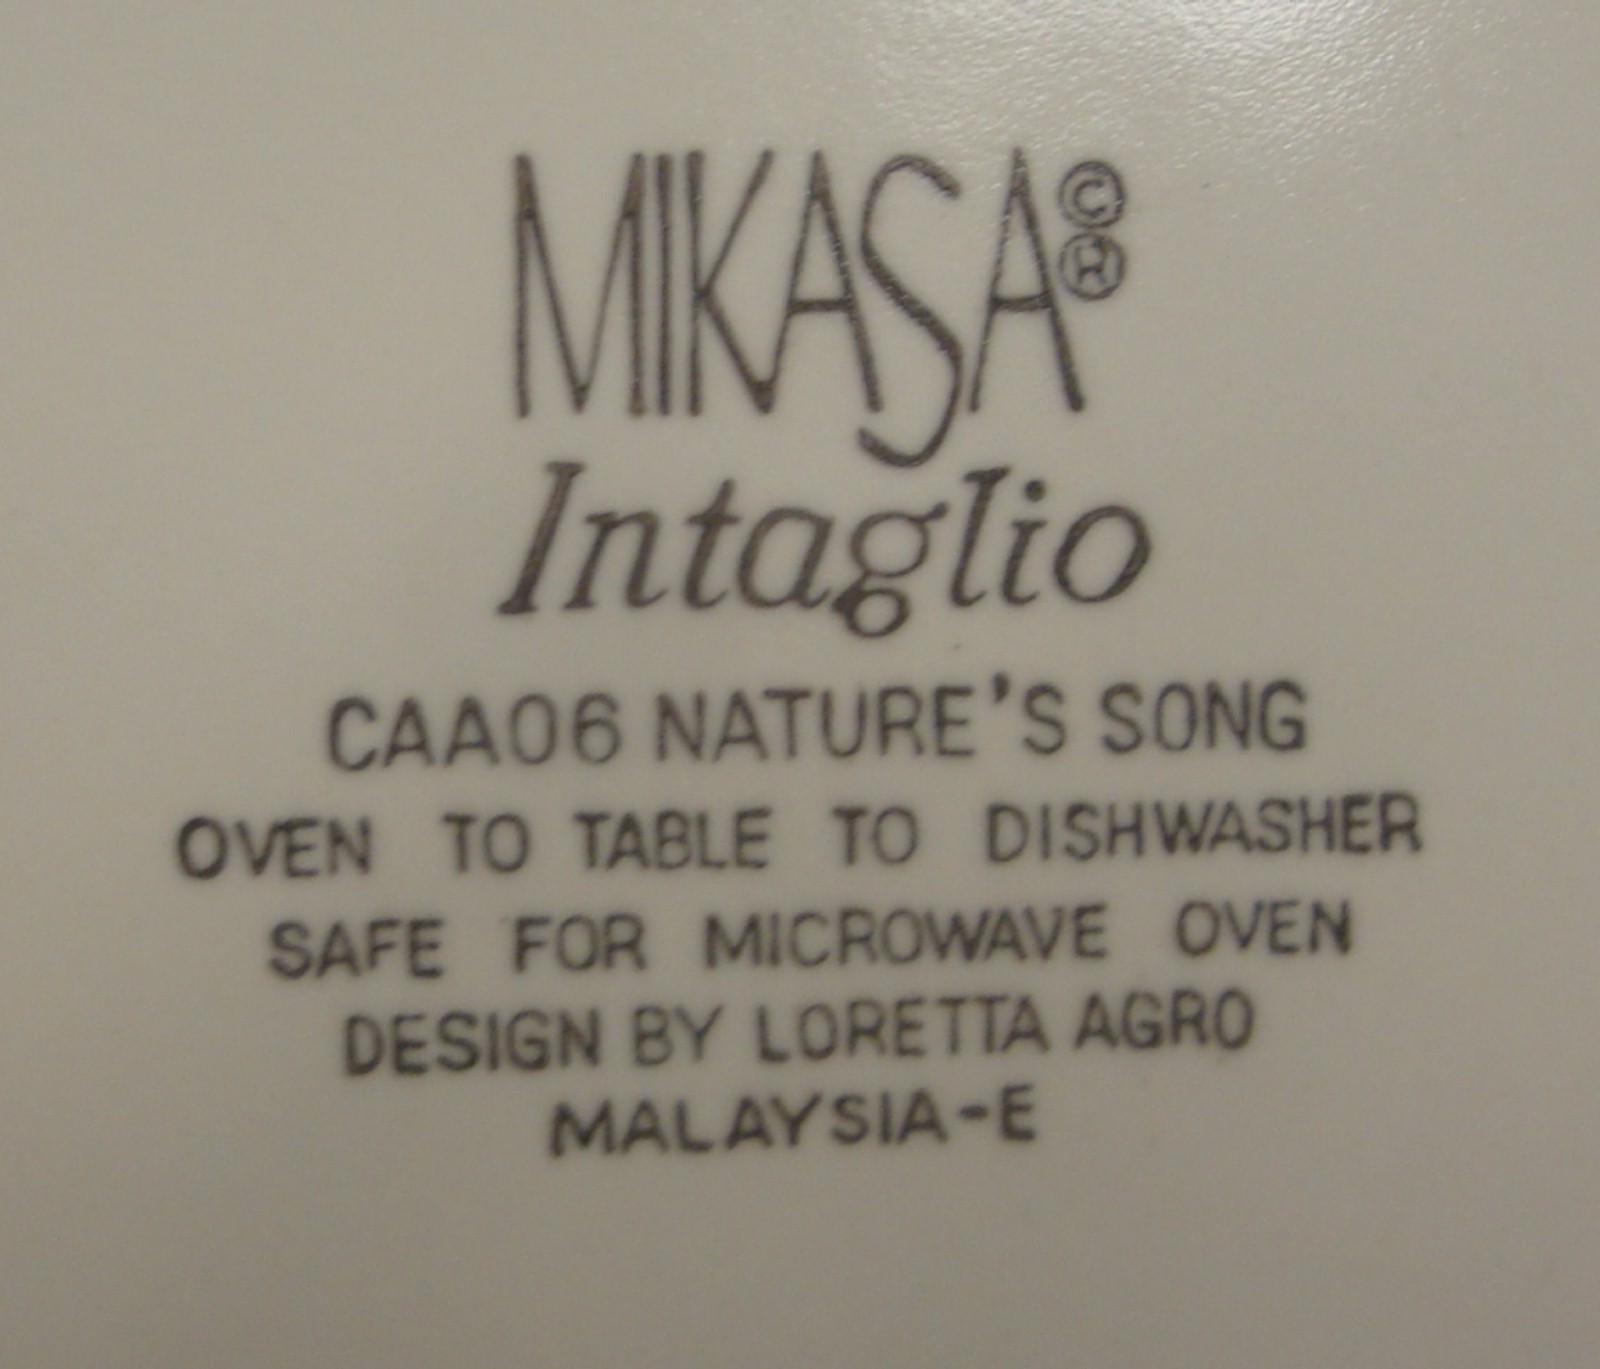 MIKASA©®
Intaglio
CAA06 NATURE'S SONG
OVEN TO TABLE TO DISHWASHER
SAFE FOR MICROWAVE OVEN
DESIGN BY LORETTA AGRO
MALAYSIA-E